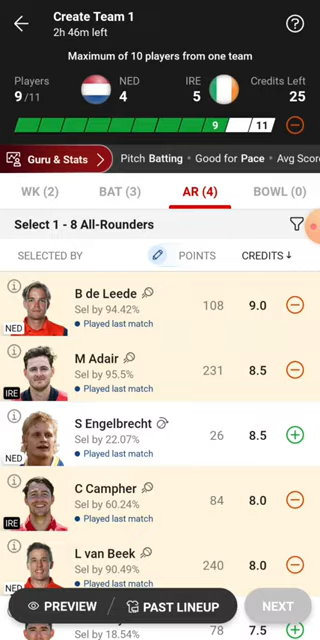 Create Team 1
2h 46m left
Maximum of 10 players from one team
Players
9/11
NED
4
IRE
5
Credits Left
25
9
11
Guru & Stats
Pitch Batting • Good for Pace • Avg Scor
WK (2)
BAT (3)
AR (4)
BOWL (0)
Select 1 - 8 All-Rounders
SELECTED BY
POINTS
CREDITS↓
B de Leede
Sel by 94.42%
• Played last match
NED
108
9.0
M Adair
Sel by 95.5%
• Played last match
IRE
231
8.5
S Engelbrecht
Sel by 22.07%
• Played last match
NED
26
8.5
C Campher
Sel by 60.24%
• Played last match
IRE
84
8.0
L van Beek
Sel by 90.49%
• Played last match
NED
240
8.0
PREVIEW / PAST LINEUP
NEXT
Sel by 18.54%
78
7.5